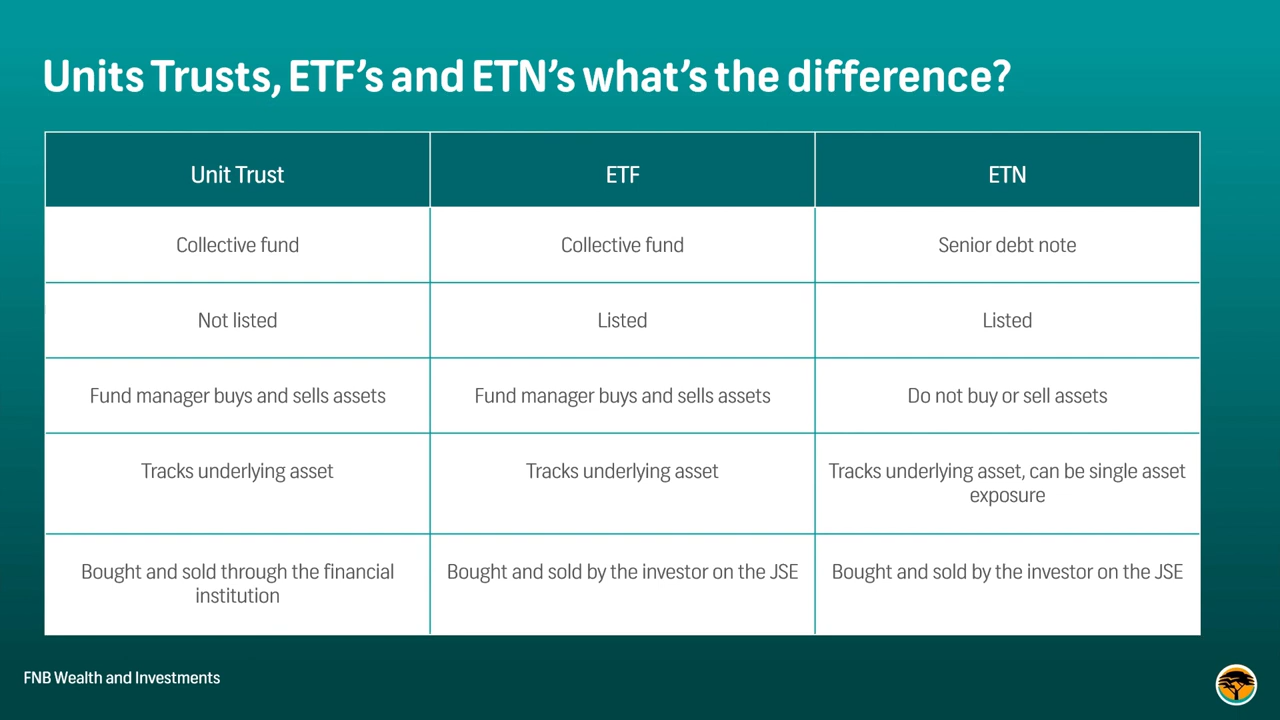 Units Trusts, ETF's and ETN's what's the difference?
Unit Trust
ETF
ETN
Collective fund
Collective fund
Senior debt note
Not listed
Listed
Listed
Fund manager buys and sells assets
Fund manager buys and sells assets
Do not buy or sell assets
Tracks underlying asset
Tracks underlying asset
Tracks underlying asset, can be single asset
exposure
Bought and sold through the financial
institution
Bought and sold by the investor on the JSE
Bought and sold by the investor on the JSE
FNB Wealth and Investments